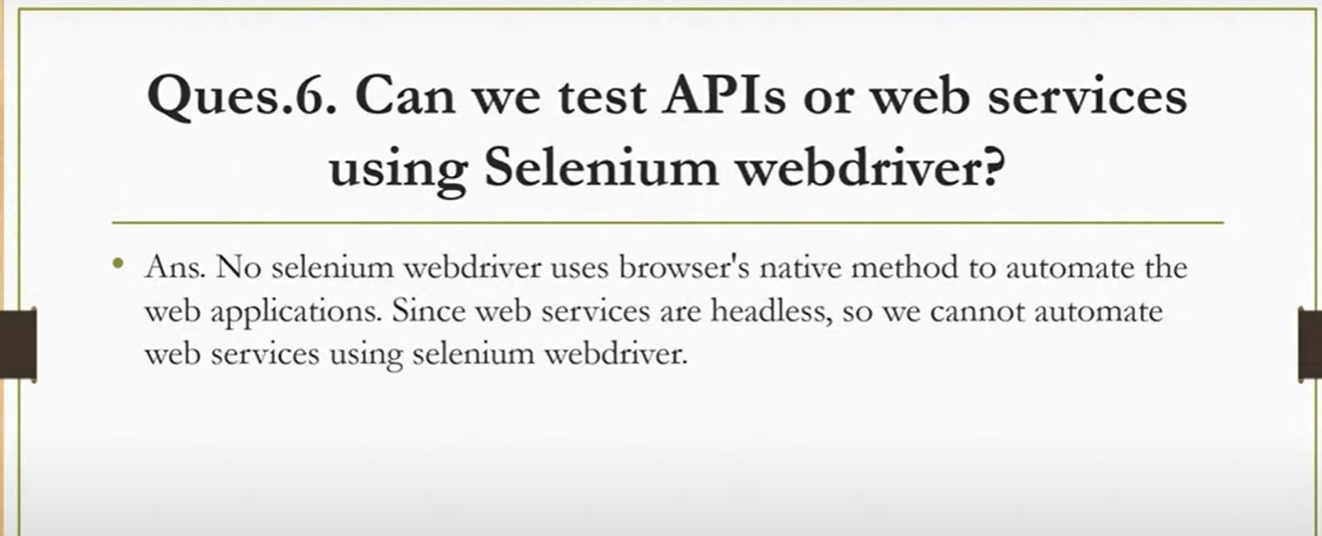 Ques.6. Can we test APIs or web services
using Selenium webdriver?
• Ans. No selenium webdriver uses browser's native method to automate the
web applications. Since web services are headless, so we cannot automate
web services using selenium webdriver.